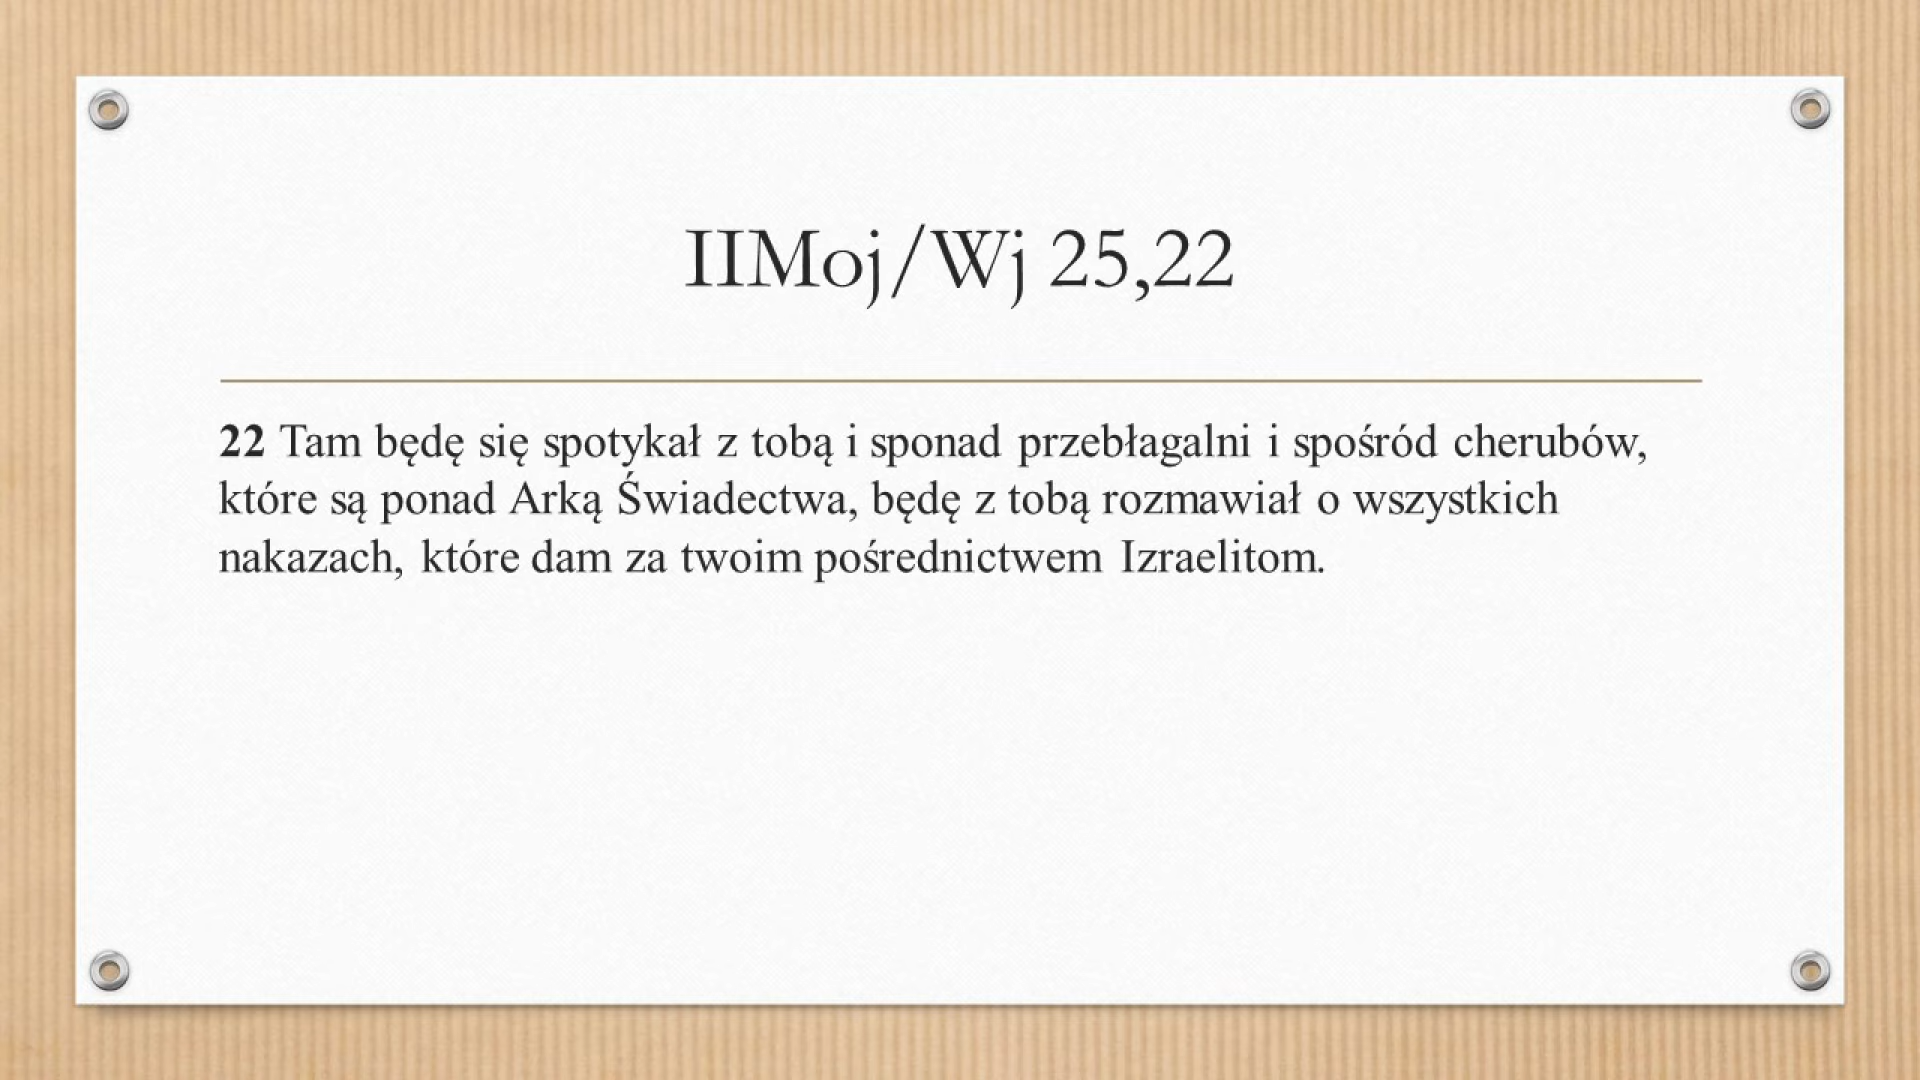 IIMoj/Wj 25,22
22 Tam będę się spotykał z tobą i sponad przebłagalni i spośród cherubów,
które są ponad Arką Świadectwa, będę z tobą rozmawiał o wszystkich
nakazach, które dam za twoim pośrednictwem Izraelitom.